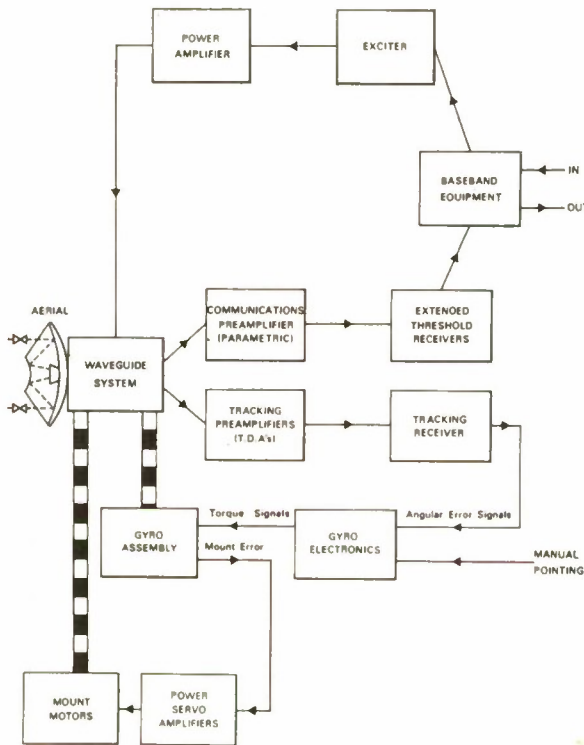 POWER
AMPLIFIER
EXCITER
BASEBAND
EQUIPMENT
IN
OUT
AERIAL
WAVEGUIDE
SYSTEM
COMMUNICATIONS
PREAMPLIFIER
(PARAMETRIC)
EXTENDED
THRESHOLD
RECEIVERS
TRACKING
PREAMPLIFIERS
(T.D.A's)
TRACKING
RECEIVER
GYRO
ASSEMBLY
Torque Signals
Mount Error
GYRO
ELECTRONICS
Angular Error Signals
MANUAL
POINTING
MOUNT
MOTORS
POWER
SERVO
AMPLIFIERS